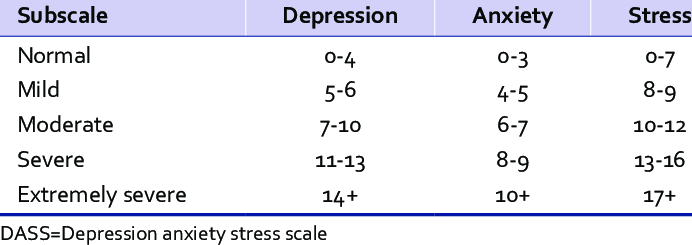 Subscale Depression Anxiety Stress
Normal 0-4 0-3 0-7
Mild 5-6 4-5 8-9
Moderate 7-10 6-7 10-12
Severe 11-13 8-9 13-16
Extremely severe 14+ 10+ 17+
DASS=Depression anxiety stress scale